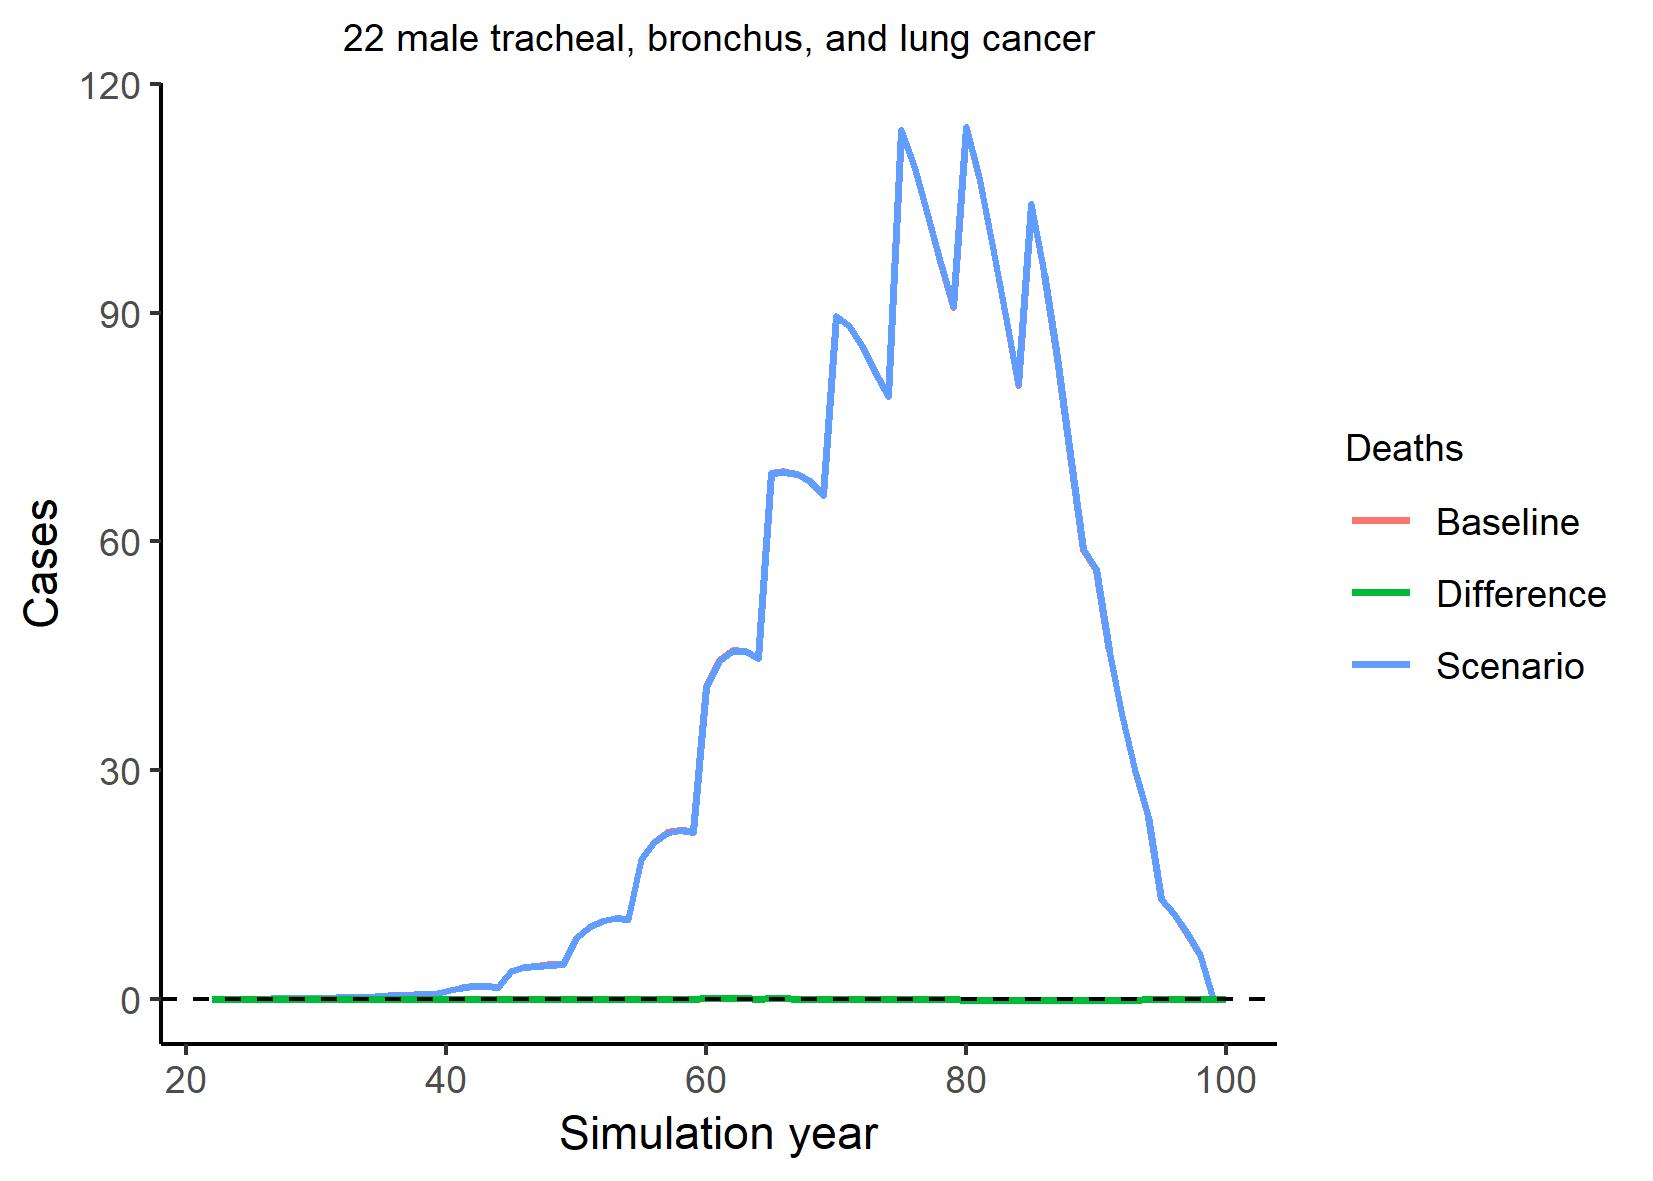 22 male tracheal, bronchus, and lung cancer
120
90
60
30
0
Cases
20
40
60
80
100
Simulation year
Deaths
Baseline
Difference
Scenario